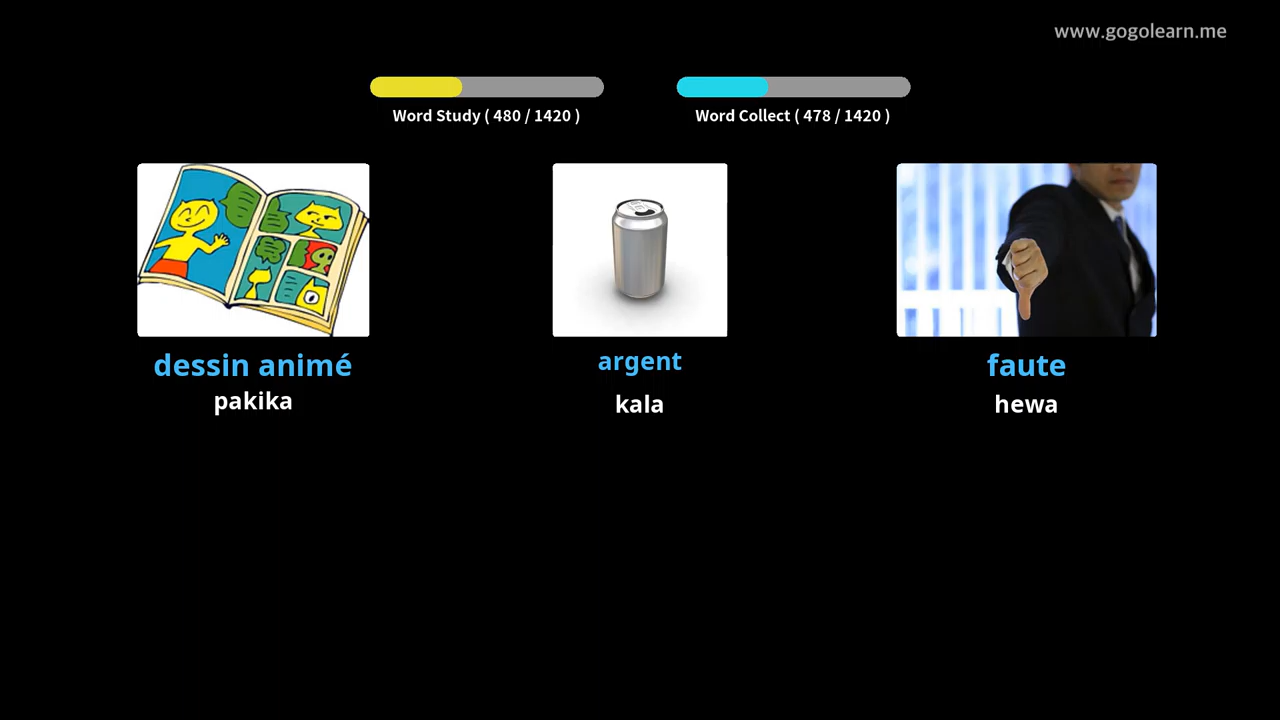 www.gogolearn.me
Word Study ( 480 / 1420 )
Word Collect ( 478 / 1420 )
dessin animé
pakika
argent
kala
faute
hewa